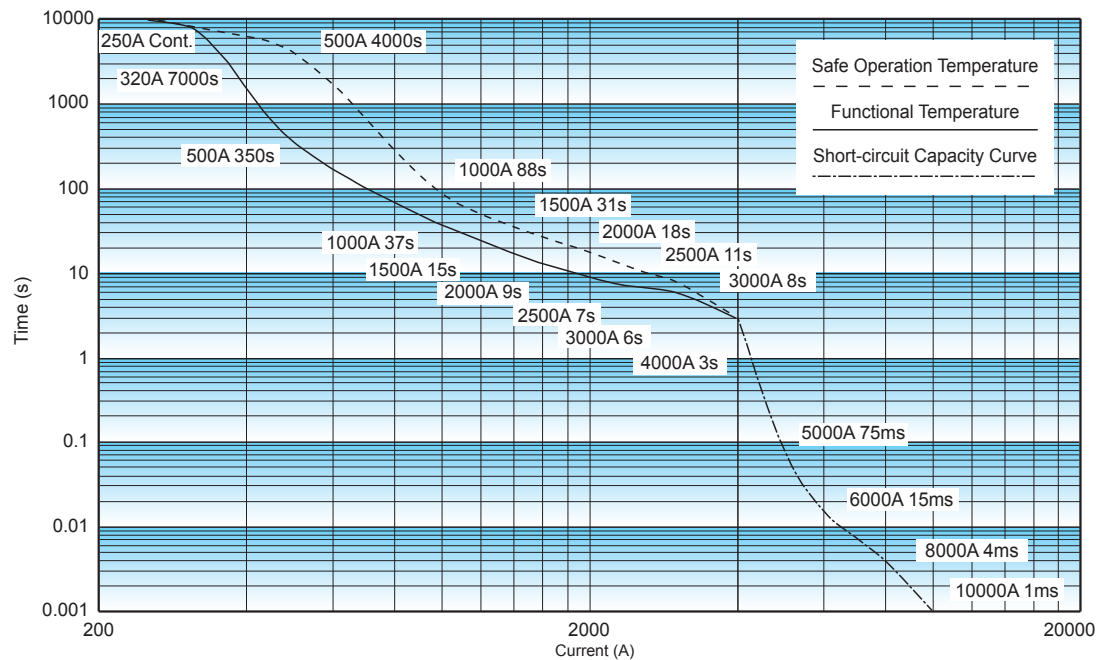 10000
1000
100
10
1
0.1
0.01
0.001
Time (s)
250A Cont.
320A 7000s
500A 350s
500A 4000s
1000A 88s
1500A 31s
2000A 18s
2500A 11s
3000A 8s
1000A 37s
1500A 15s
2000A 9s
2500A 7s
3000A 6s
4000A 3s
5000A 75ms
6000A 15ms
8000A 4ms
10000A 1ms
Safe Operation Temperature
Functional Temperature
Short-circuit Capacity Curve
200
2000
20000
Current (A)